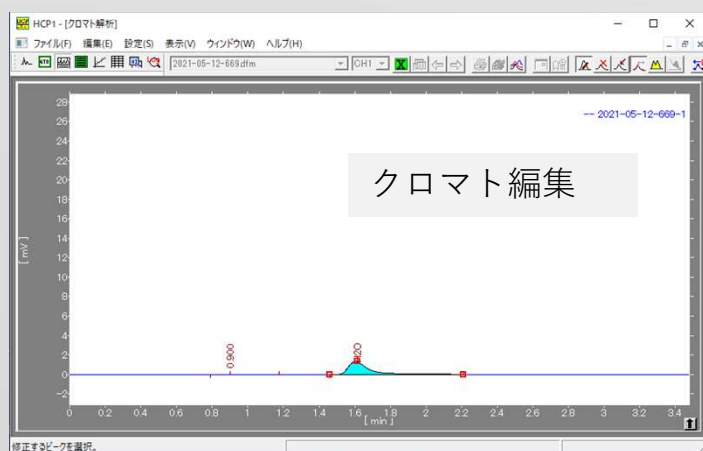 HCP1 - [クロマト解析]
ファイル(F) 編集(E) 設定(S) 表示(V) ウィンドウ(W) ヘルプ(H)
2021-05-12-669.dfm CH1
-- 2021-05-12-669-1
クロマト編集
28
26
24
22
20
18
16
14
12
10
8
6
4
2
0
-2
[ mV ]
0.900
0 0.2 0.4 0.6 0.8 1 1.2 1.4 1.6 1.8 2 2.2 2.4 2.6 2.8 3 3.2 3.4
[ min ]
修正するピークを選択。